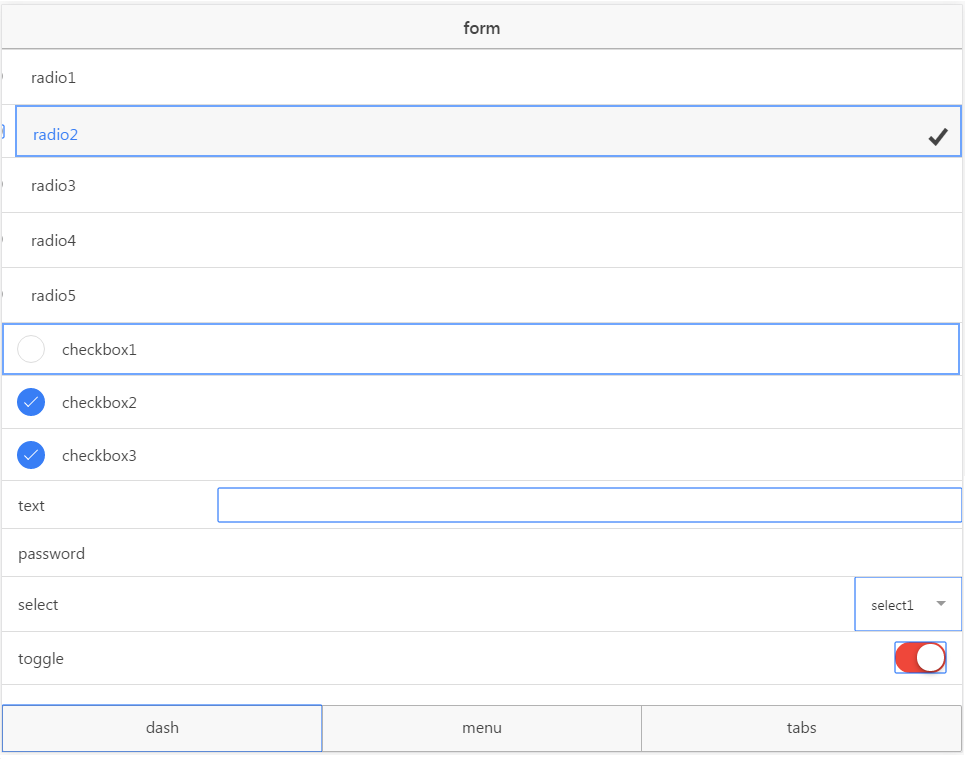 form
radio1
radio2
radio3
radio4
radio5
checkbox1
checkbox2
checkbox3
text
password
select select1
toggle
dash menu tabs